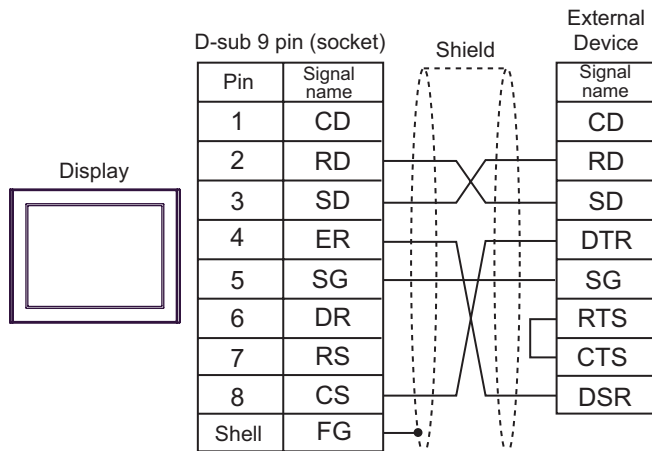 External
Device
D-sub 9 pin (socket)
Shield
Pin Signal name
Signal name
1 CD CD
2 RD RD
Display
3 SD SD
4 ER DTR
5 SG SG
6 DR RTS
7 RS CTS
8 CS DSR
Shell FG